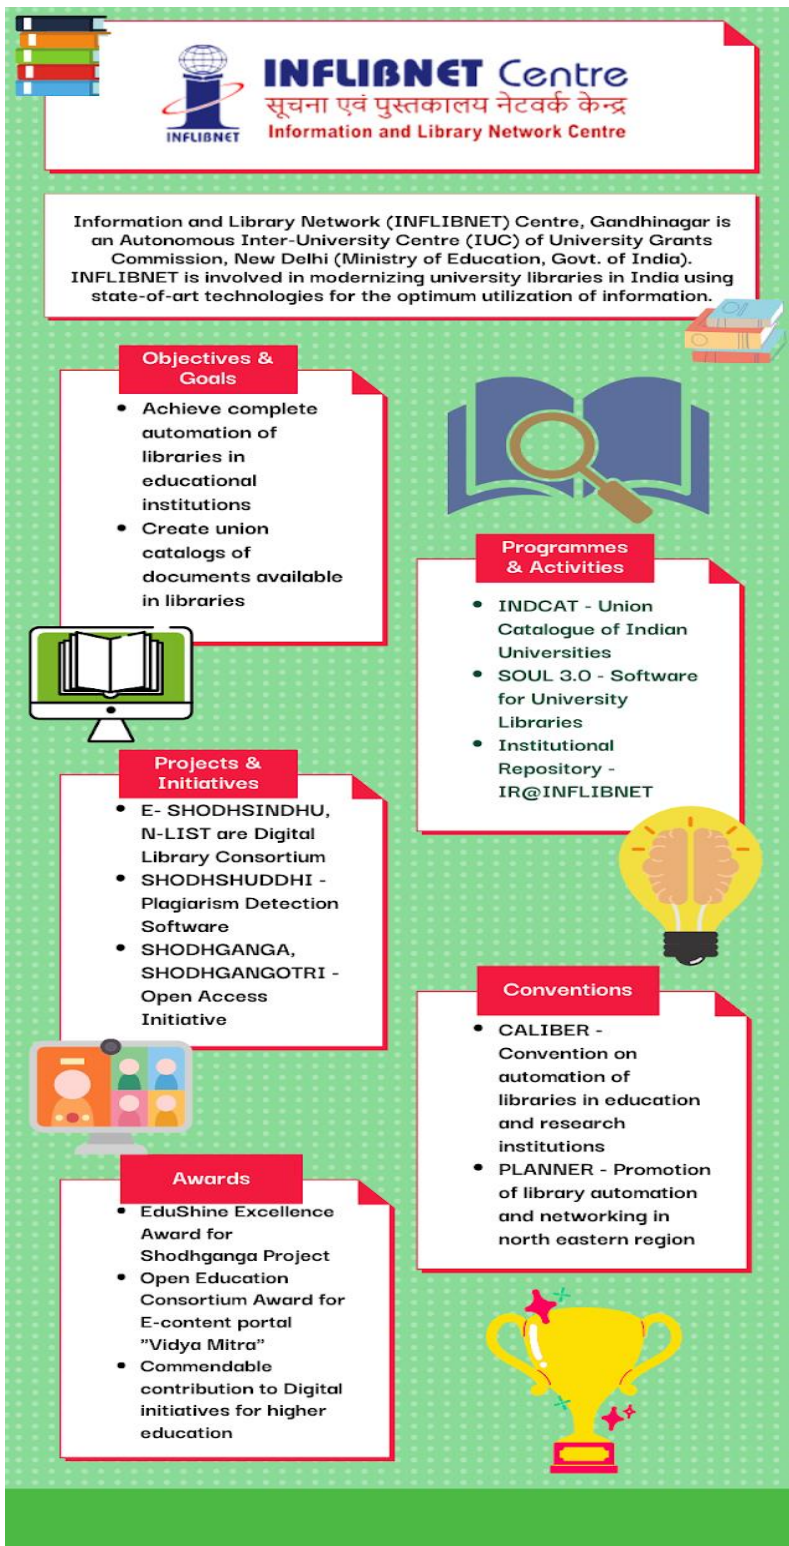 INFLIBNET Centre
सूचना एवं पुस्तकालय नेटवर्क केन्द्र
Information and Library Network Centre
INFLIBNET
Information and Library Network (INFLIBNET) Centre, Gandhinagar is
an Autonomous Inter-University Centre (IUC) of University Grants
Commission, New Delhi (Ministry of Education, Govt. of India).
INFLIBNET is involved in modernizing university libraries in India using
state-of-art technologies for the optimum utilization of information.
Objectives &
Goals
• Achieve complete
automation of
libraries in
educational
institutions
• Create union
catalogs of
documents available
in libraries
Programmes
& Activities
• INDCAT - Union
Catalogue of Indian
Universities
• SOUL 3.0 - Software
for University
Libraries
• Institutional
Repository -
IR@INFLIBNET
Projects &
Initiatives
• E- SHODHSINDHU,
N-LIST are Digital
Library Consortium
• SHODHSHUDDHI -
Plagiarism Detection
Software
• SHODHGANGA,
SHODHGANGOTRI -
Open Access
Initiative
Conventions
• CALIBER -
Convention on
automation of
libraries in education
and research
institutions
• PLANNER - Promotion
of library automation
and networking in
north eastern region
Awards
• EduShine Excellence
Award for
Shodhganga Project
• Open Education
Consortium Award for
E-content portal
"Vidya Mitra"
• Commendable
contribution to Digital
initiatives for higher
education